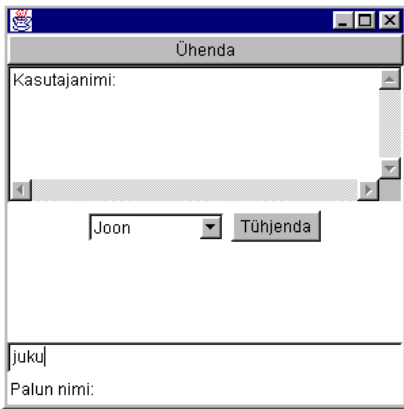 Ühenda
Kasutajanimi:
Joon Tühjenda
juku
Palun nimi: